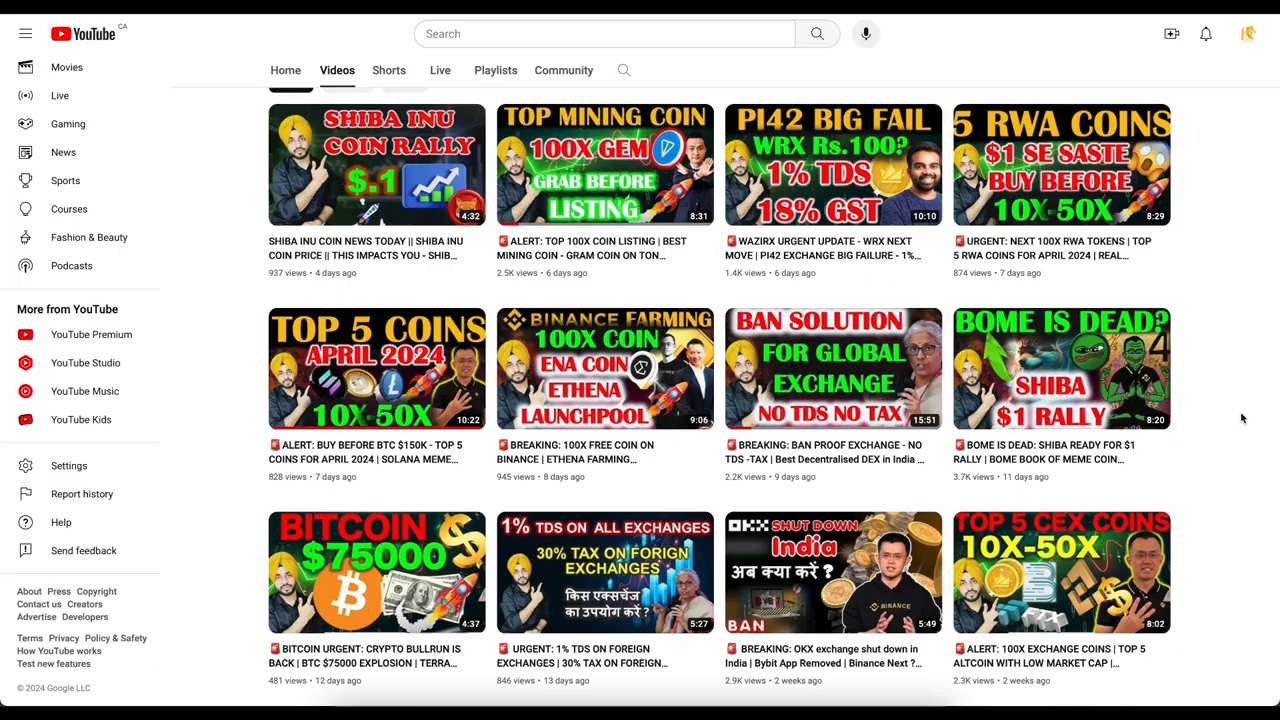 YouTube CA
Search
Movies
Live
Gaming
News
Sports
Courses
Fashion & Beauty
Podcasts
More from YouTube
YouTube Premium
YouTube Studio
YouTube Music
YouTube Kids
Settings
Report history
Help
Send feedback
About Press Copyright
Contact us Creators
Advertise Developers
Terms Privacy Policy & Safety
How YouTube works
Test new features
© 2024 Google LLC
Home Videos Shorts Live Playlists Community
SHIBA INU
COIN RALLY
$.1
4:32
SHIBA INU COIN NEWS TODAY || SHIBA INU
COIN PRICE || THIS IMPACTS YOU - SHIB...
937 views • 4 days ago
TOP MINING COIN
100X GEM
GRAB BEFORE
LISTING
8:31
🚨ALERT: TOP 100X COIN LISTING | BEST
MINING COIN - GRAM COIN ON TON...
2.5K views • 6 days ago
PI42 BIG FAIL
WRX Rs.100?
1% TDS
18% GST
10:10
🚨WAZIRX URGENT UPDATE - WRX NEXT
MOVE | PI42 EXCHANGE BIG FAILURE - 1%...
1.4K views • 6 days ago
5 RWA COINS
$1 SE SASTE
BUY BEFORE
10X-50X
8:29
🚨URGENT: NEXT 100X RWA TOKENS | TOP
5 RWA COINS FOR APRIL 2024 | REAL...
874 views • 7 days ago
TOP 5 COINS
APRIL 2024
10X-50X
10:22
🚨ALERT: BUY BEFORE BTC $150K - TOP 5
COINS FOR APRIL 2024 | SOLANA MEME...
828 views • 7 days ago
BINANCE FARMING
100X COIN
ENA COIN
ETHENA
LAUNCHPOOL
9:06
🚨BREAKING: 100X FREE COIN ON
BINANCE | ETHENA FARMING...
945 views • 8 days ago
BAN SOLUTION
FOR GLOBAL
EXCHANGE
NO TDS NO TAX
15:51
🚨BREAKING: BAN PROOF EXCHANGE - NO
TDS -TAX | Best Decentralised DEX in India ...
2.2K views • 9 days ago
BOME IS DEAD?
4
SHIBA
$1 RALLY
8:20
🚨BOME IS DEAD: SHIBA READY FOR $1
RALLY | BOME BOOK OF MEME COIN...
3.7K views • 11 days ago
BITCOIN
$75000
4:37
🚨BITCOIN URGENT: CRYPTO BULLRUN IS
BACK | BTC $75000 EXPLOSION | TERRA...
481 views • 12 days ago
1% TDS ON ALL EXCHANGES
30% TAX ON FORIGN
EXCHANGES
किस एक्सचेंज
का उपयोग करें ?
5:27
🚨 URGENT: 1% TDS ON FOREIGN
EXCHANGES | 30% TAX ON FOREIGN...
846 views • 13 days ago
OKX SHUT DOWN
India
अब क्या करें ?
BINANCE
BAN
5:49
🚨 BREAKING: OKX exchange shut down in
India | Bybit App Removed | Binance Next ?...
2.9K views • 2 weeks ago
TOP 5 CEX COINS
10X-50X
8:02
🚨ALERT: 100X EXCHANGE COINS | TOP 5
ALTCOIN WITH LOW MARKET CAP |...
2.3K views • 2 weeks ago